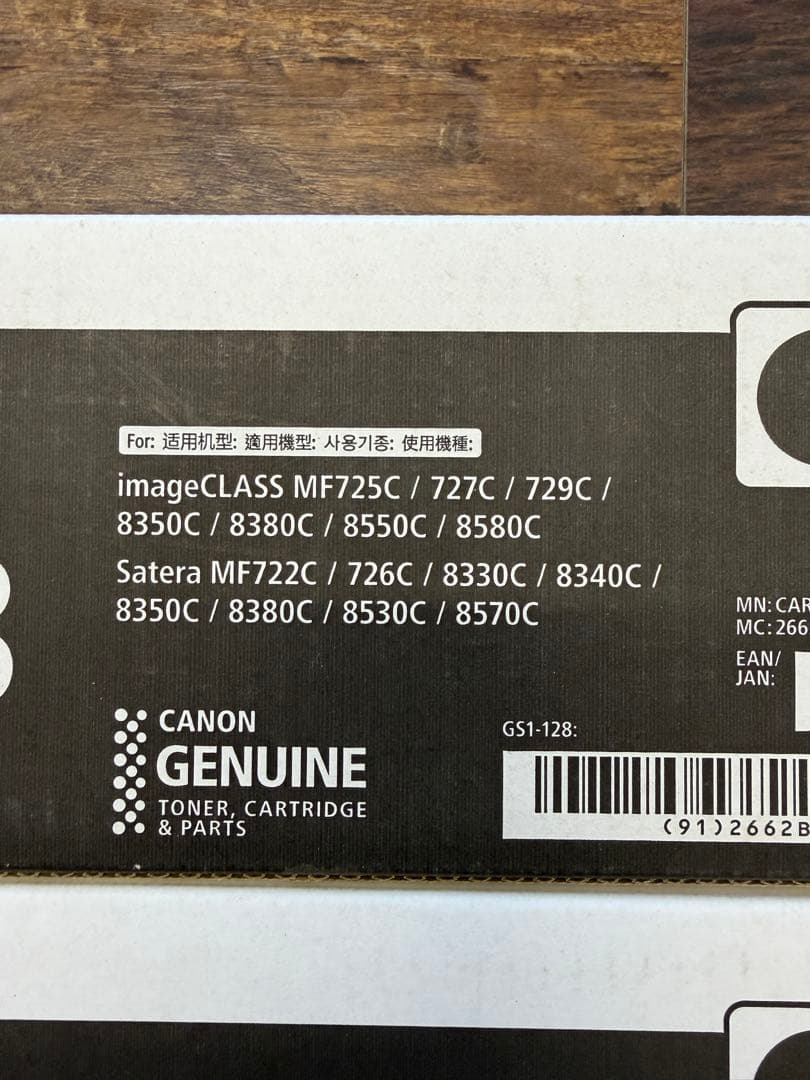 For: 适用机型: 適用機型: 사용기종: 使用機種:
imageCLASS MF725C / 727C / 729C /
8350C / 8380C / 8550C / 8580C
Satera MF722C / 726C / 8330C / 8340C /
8350C / 8380C / 8530C / 8570C
MN: CAR
MC: 266
EAN/
JAN:
CANON
GENUINE
TONER, CARTRIDGE
& PARTS
GS1-128:
(91)2662B